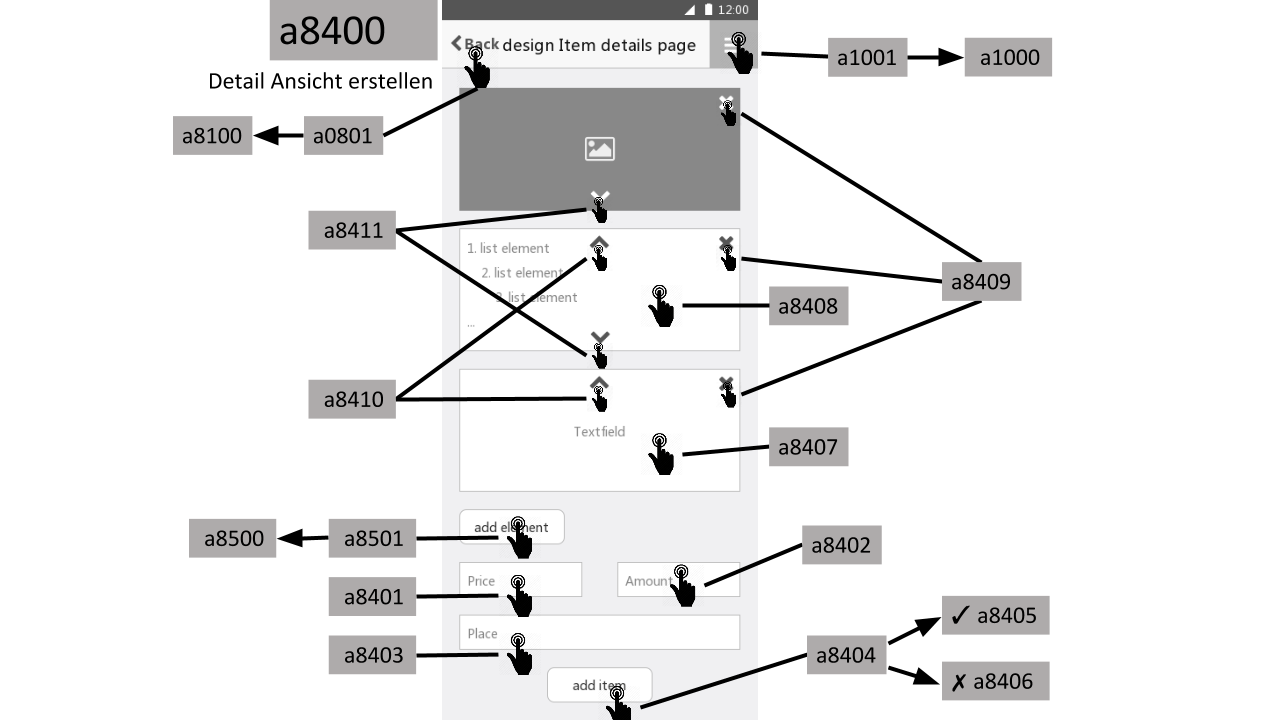 a8400
12:00
Back design Item details page
a1001
a1000
Detail Ansicht erstellen
a8100
a0801
a8411
1. list element
2. list element
3. list element
...
a8409
a8408
a8410
Textfield
a8407
add element
a8500
a8501
a8402
Price
Amount
a8401
✓ a8405
Place
a8403
a8404
add item
✗ a8406